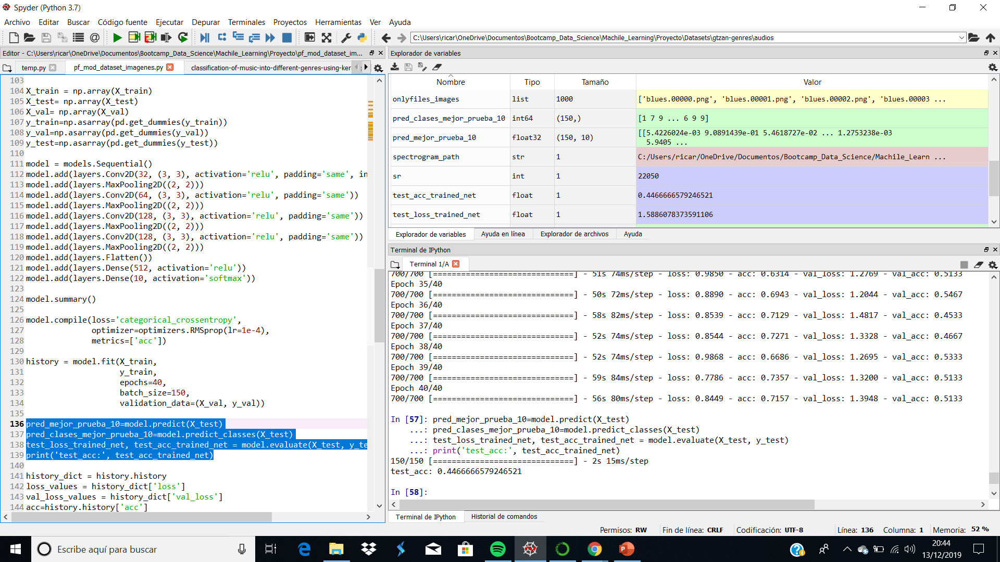 Spyder (Python 3.7)
Archivo Editar Buscar Código fuente Ejecutar Depurar Terminales Proyectos Herramientas Ver Ayuda
C:\Users\ricar\OneDrive\Documentos\Bootcamp_Data_Science\Machile_Learning\Proyecto\Datasets\gtzan-genres\audios
Editor - C:\Users\ricar\OneDrive\Documentos\Bootcamp_Data_Science\Machile_Learning\Proyecto\pf_mod_dataset_im...
temp.py pf_mod_dataset_imagenes.py classification-of-music-into-different-genres-using-ker
103
104 X_train = np.array(X_train)
105 X_test= np.array(X_test)
106 X_val= np.array(X_val)
107 y_train=np.asarray(pd.get_dummies(y_train))
108 y_val=np.asarray(pd.get_dummies(y_val))
109 y_test=np.asarray(pd.get_dummies(y_test))
110
111 model = models.Sequential()
112 model.add(layers.Conv2D(32, (3, 3), activation='relu', padding='same', in
113 model.add(layers.MaxPooling2D((2, 2)))
114 model.add(layers.Conv2D(64, (3, 3), activation='relu', padding='same'))
115 model.add(layers.MaxPooling2D((2, 2)))
116 model.add(layers.Conv2D(128, (3, 3), activation='relu', padding='same'))
117 model.add(layers.MaxPooling2D((2, 2)))
118 model.add(layers.Conv2D(128, (3, 3), activation='relu', padding='same'))
119 model.add(layers.MaxPooling2D((2, 2)))
120 model.add(layers.Flatten())
121 model.add(layers.Dense(512, activation='relu'))
122 model.add(layers.Dense(10, activation='softmax'))
123
124 model.summary()
125
126 model.compile(loss='categorical_crossentropy',
127 optimizer=optimizers.RMSprop(lr=1e-4),
128 metrics=['acc'])
129
130 history = model.fit(X_train,
131 y_train,
132 epochs=40,
133 batch_size=150,
134 validation_data=(X_val, y_val))
135
136 pred_mejor_prueba_10=model.predict(X_test)
137 pred_clases_mejor_prueba_10=model.predict_classes(X_test)
138 test_loss_trained_net, test_acc_trained_net = model.evaluate(X_test, y_te
139 print('test_acc:', test_acc_trained_net)
140
141 history_dict = history.history
142 loss_values = history_dict['loss']
143 val_loss_values = history_dict['val_loss']
144 acc=history.history['acc']
Explorador de variables
Nombre Tipo Tamaño Valor
onlyfiles_images list 1000 ['blues.00000.png', 'blues.00001.png', 'blues.00002.png', 'blues.00003 ...
pred_clases_mejor_prueba_10 int64 (150,) [1 7 9 ... 6 9 9]
pred_mejor_prueba_10 float32 (150, 10) [[5.4226024e-03 9.0891439e-01 5.4618727e-02 ... 1.2753238e-03
5.9405 ...
spectrogram_path str 1 C:/Users/ricar/OneDrive/Documentos/Bootcamp_Data_Science/Machile_Learn ...
sr int 1 22050
test_acc_trained_net float 1 0.4466666579246521
test_loss_trained_net float 1 1.5886078373591106
Explorador de variables Ayuda en línea Explorador de archivos Ayuda
Terminal de IPython
Terminal 1/A
700/700 [==============================] - 51s 74ms/step - loss: 0.9850 - acc: 0.6314 - val_loss: 1.2769 - val_acc: 0.5133
Epoch 35/40
700/700 [==============================] - 50s 72ms/step - loss: 0.8890 - acc: 0.6943 - val_loss: 1.2044 - val_acc: 0.5467
Epoch 36/40
700/700 [==============================] - 58s 82ms/step - loss: 0.8539 - acc: 0.7129 - val_loss: 1.4817 - val_acc: 0.4533
Epoch 37/40
700/700 [==============================] - 52s 74ms/step - loss: 0.8544 - acc: 0.7271 - val_loss: 1.3328 - val_acc: 0.4667
Epoch 38/40
700/700 [==============================] - 52s 74ms/step - loss: 0.9868 - acc: 0.6686 - val_loss: 1.2695 - val_acc: 0.5333
Epoch 39/40
700/700 [==============================] - 59s 84ms/step - loss: 0.7786 - acc: 0.7357 - val_loss: 1.3200 - val_acc: 0.5133
Epoch 40/40
700/700 [==============================] - 56s 80ms/step - loss: 0.8449 - acc: 0.7157 - val_loss: 1.3948 - val_acc: 0.5133
In [57]: pred_mejor_prueba_10=model.predict(X_test)
...: pred_clases_mejor_prueba_10=model.predict_classes(X_test)
...: test_loss_trained_net, test_acc_trained_net = model.evaluate(X_test, y_test)
...: print('test_acc:', test_acc_trained_net)
150/150 [==============================] - 2s 15ms/step
test_acc: 0.4466666579246521
In [58]:
Terminal de IPython Historial de comandos
Permisos: RW Fin de línea: CRLF Codificación: UTF-8 Línea: 136 Columna: 1 Memoria: 52 %
Escribe aquí para buscar
20:44
13/12/2019